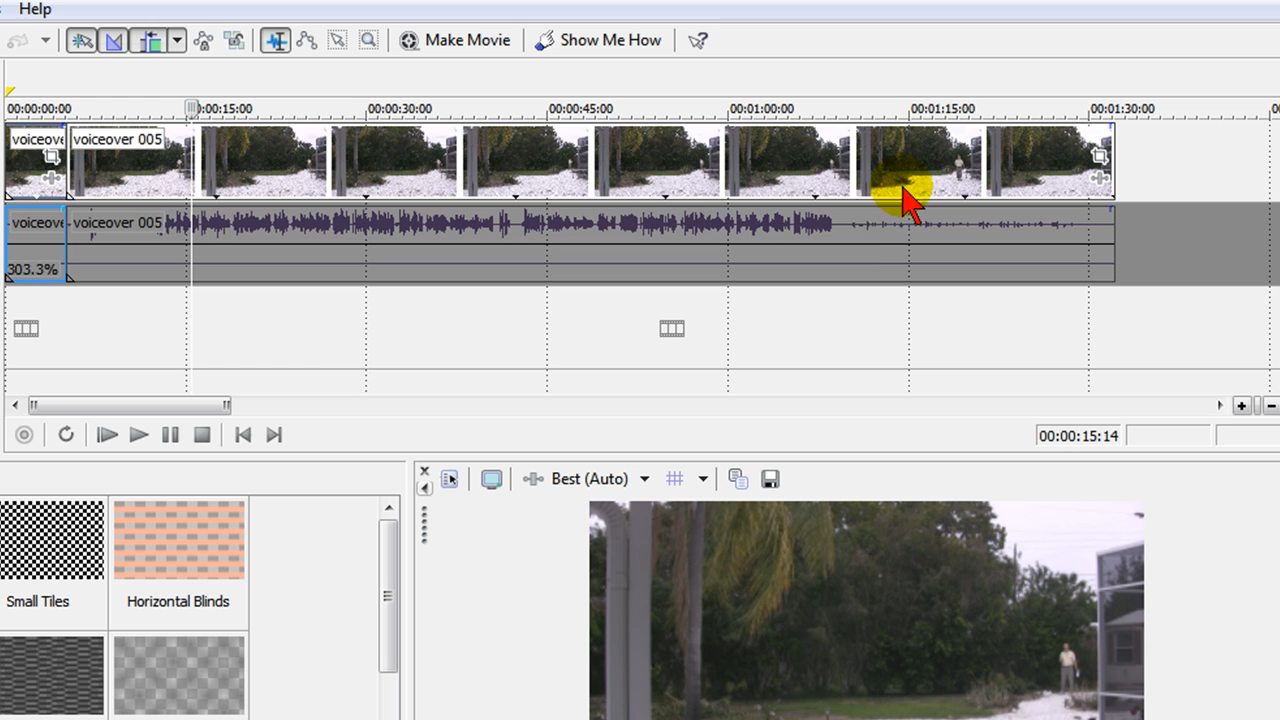 Help
Make Movie
Show Me How
00:00:00:00
00:00:15:00
00:00:30:00
00:00:45:00
00:01:00:00
00:01:15:00
00:01:30:00
voiceove
voiceover 005
voiceove
voiceover 005
303.3%
00:00:15:14
Best (Auto)
Small Tiles
Horizontal Blinds